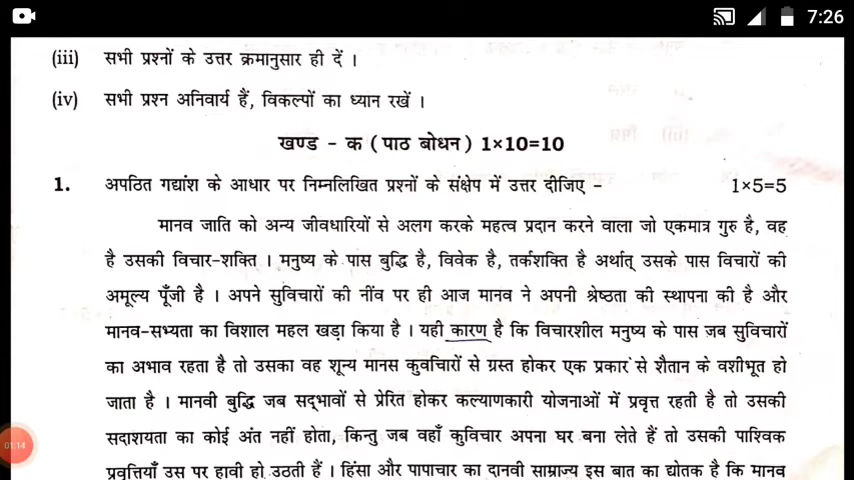 7:26
(iii) सभी प्रश्नों के उत्तर क्रमानुसार ही दें ।
(iv) सभी प्रश्न अनिवार्य हैं, विकल्पों का ध्यान रखें ।
खण्ड - क ( पाठ बोधन ) 1×10=10
1. अपठित गद्यांश के आधार पर निम्नलिखित प्रश्नों के संक्षेप में उत्तर दीजिए - 1×5=5
मानव जाति को अन्य जीवधारियों से अलग करके महत्व प्रदान करने वाला जो एकमात्र गुरु है, वह
है उसकी विचार-शक्ति । मनुष्य के पास बुद्धि है, विवेक है, तर्कशक्ति है अर्थात् उसके पास विचारों की
अमूल्य पूँजी है । अपने सुविचारों की नींव पर ही आज मानव ने अपनी श्रेष्ठता की स्थापना की है और
मानव-सभ्यता का विशाल महल खड़ा किया है । यही कारण है कि विचारशील मनुष्य के पास जब सुविचारों
का अभाव रहता है तो उसका वह शून्य मानस कुवचिारों से ग्रस्त होकर एक प्रकार से शैतान के वशीभूत हो
जाता है । मानवी बुद्धि जब सद्भावों से प्रेरित होकर कल्याणकारी योजनाओं में प्रवृत्त रहती है तो उसकी
सदाशयता का कोई अंत नहीं होता, किन्तु जब वहाँ कुविचार अपना घर बना लेते हैं तो उसकी पाश्विक
प्रवृत्तियाँ उस पर हावी हो उठती हैं । हिंसा और पापाचार का दानवी साम्राज्य इस बात का द्योतक है कि मानव
01:14